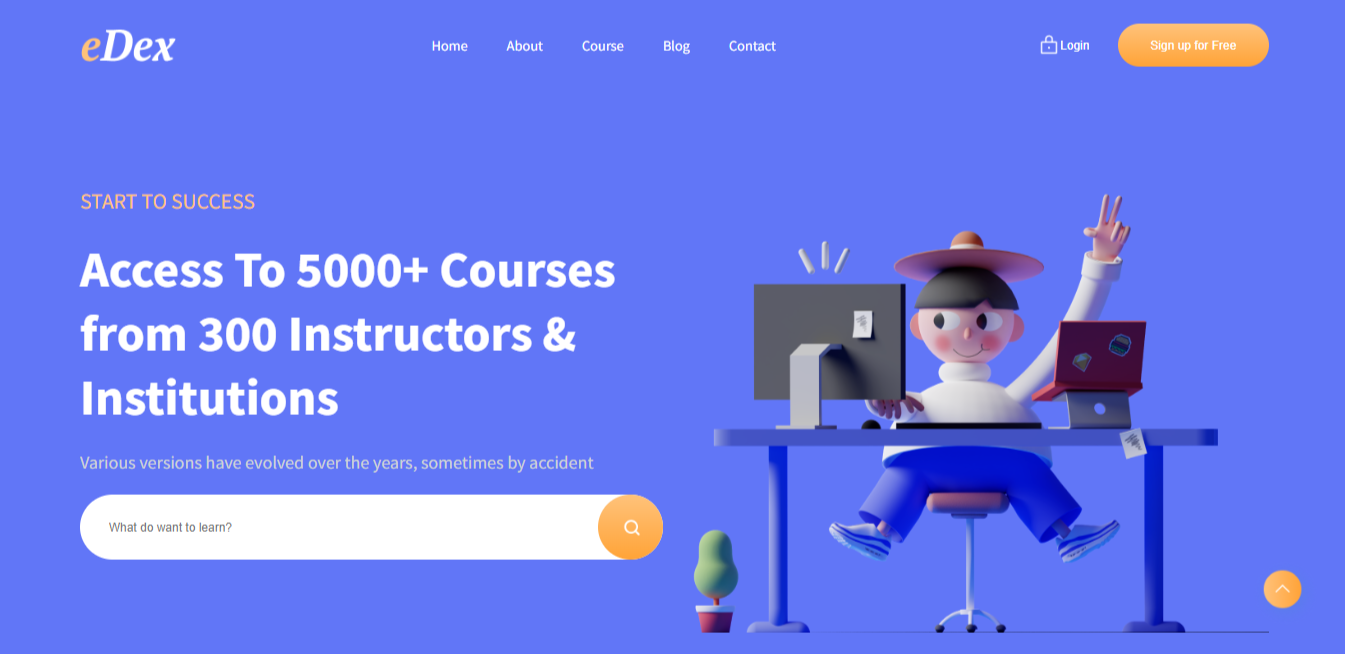 eDex
Home About Course Blog Contact
Login
Sign up for Free
START TO SUCCESS
Access To 5000+ Courses
from 300 Instructors &
Institutions
Various versions have evolved over the years, sometimes by accident
What do want to learn?